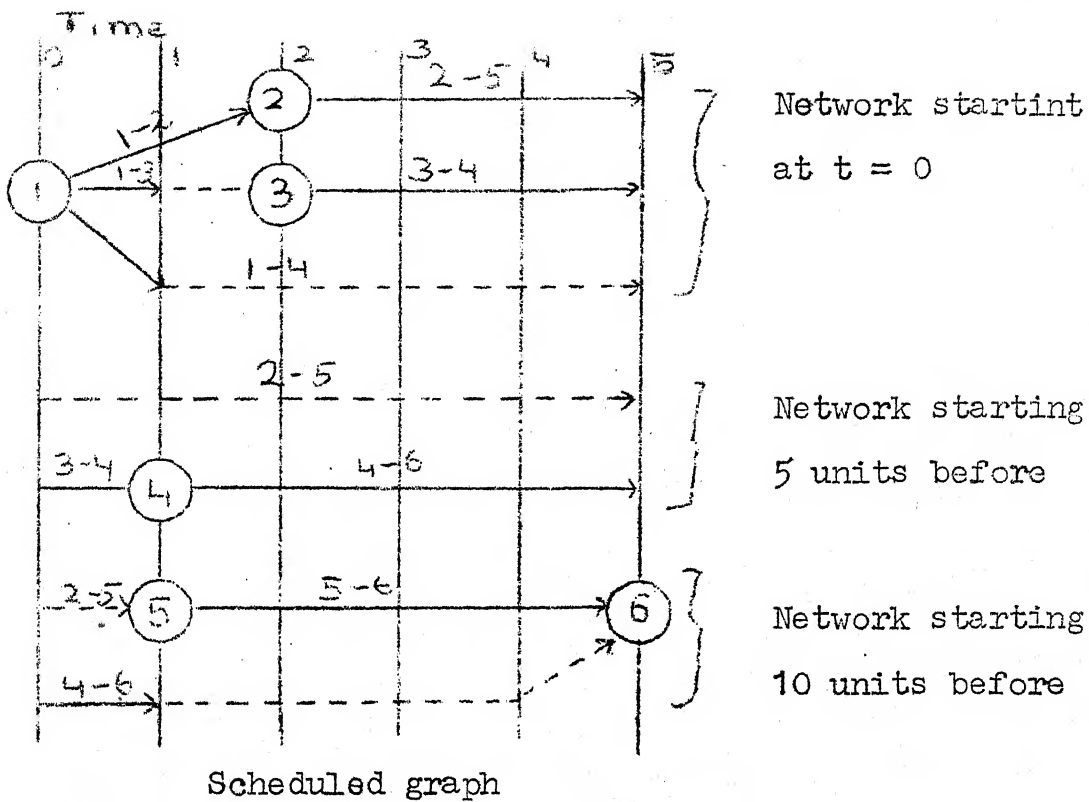 Time
0 1 2 3 4 5
2 2-5
Network startint
1-2
1-3
1 3 3-4
at t = 0
1-4
2-5
Network starting
3-4 4 4-6
5 units before
2-5 5 5-6 6
Network starting
4-6
10 units before
Scheduled graph